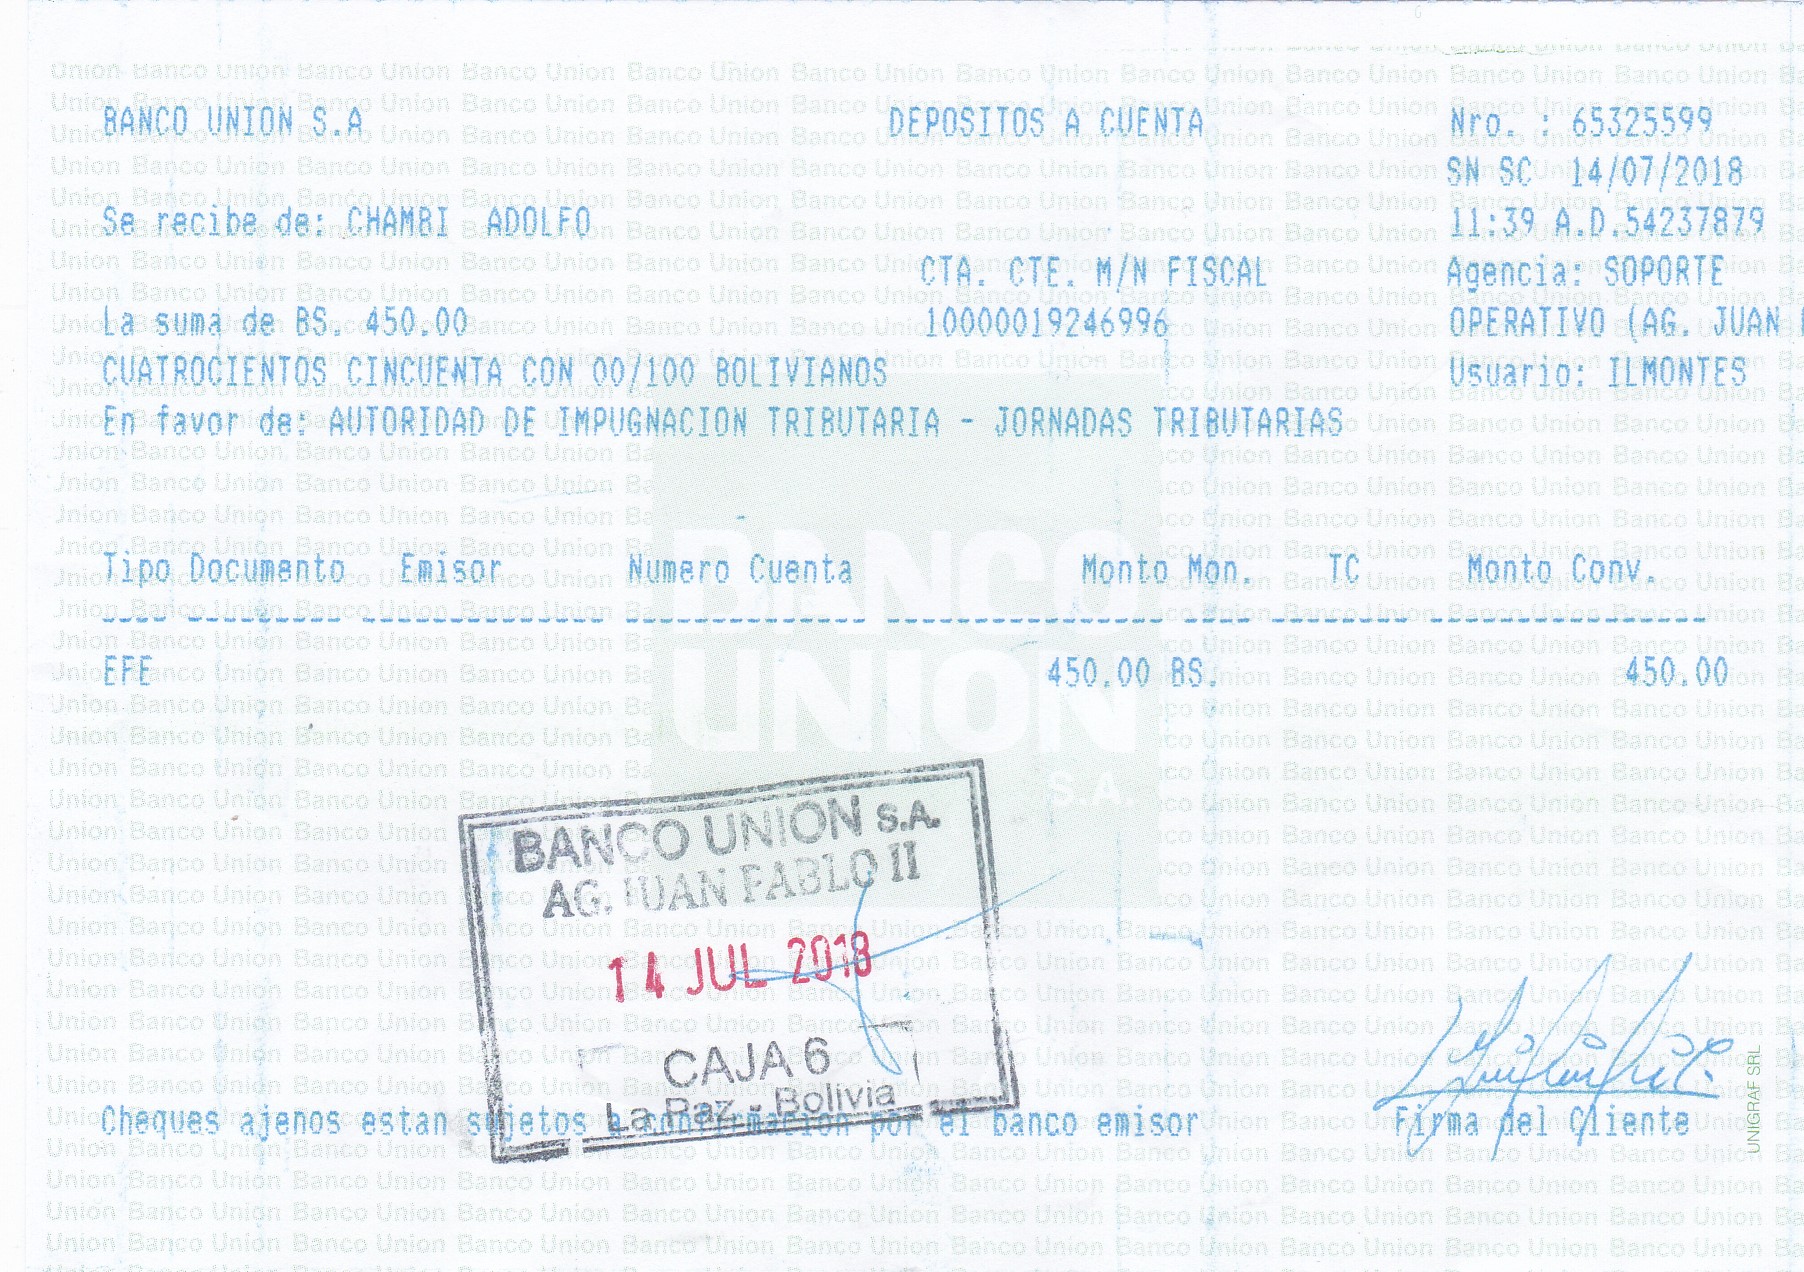 BANCO UNION S.A DEPOSITOS A CUENTA Nro. : 65325599
SN SC 14/07/2018
Se recibe de: CHAMBI ADOLFO 11:39 A.D.54237879
CTA. CTE. M/N FISCAL Agencia: SOPORTE
La suma de BS. 450.00 10000019246996 OPERATIVO (AG. JUAN
CUATROCIENTOS CINCUENTA CON 00/100 BOLIVIANOS Usuario: ILMONTES
En favor de: AUTORIDAD DE IMPUGNACION TRIBUTARIA - JORNADAS TRIBUTARIAS
Tipo Documento Emisor Numero Cuenta Monto Mon. TC Monto Conv.
EFE 450.00 BS. 450.00
BANCO
UNION
S.A.
BANCO UNION S.A.
AG. JUAN PABLO II
14 JUL 2018
CAJA 6
La Paz - Bolivia
Cheques ajenos estan sujetos a confirmacion por el banco emisor Firma del Cliente
UNIGRAF SRL